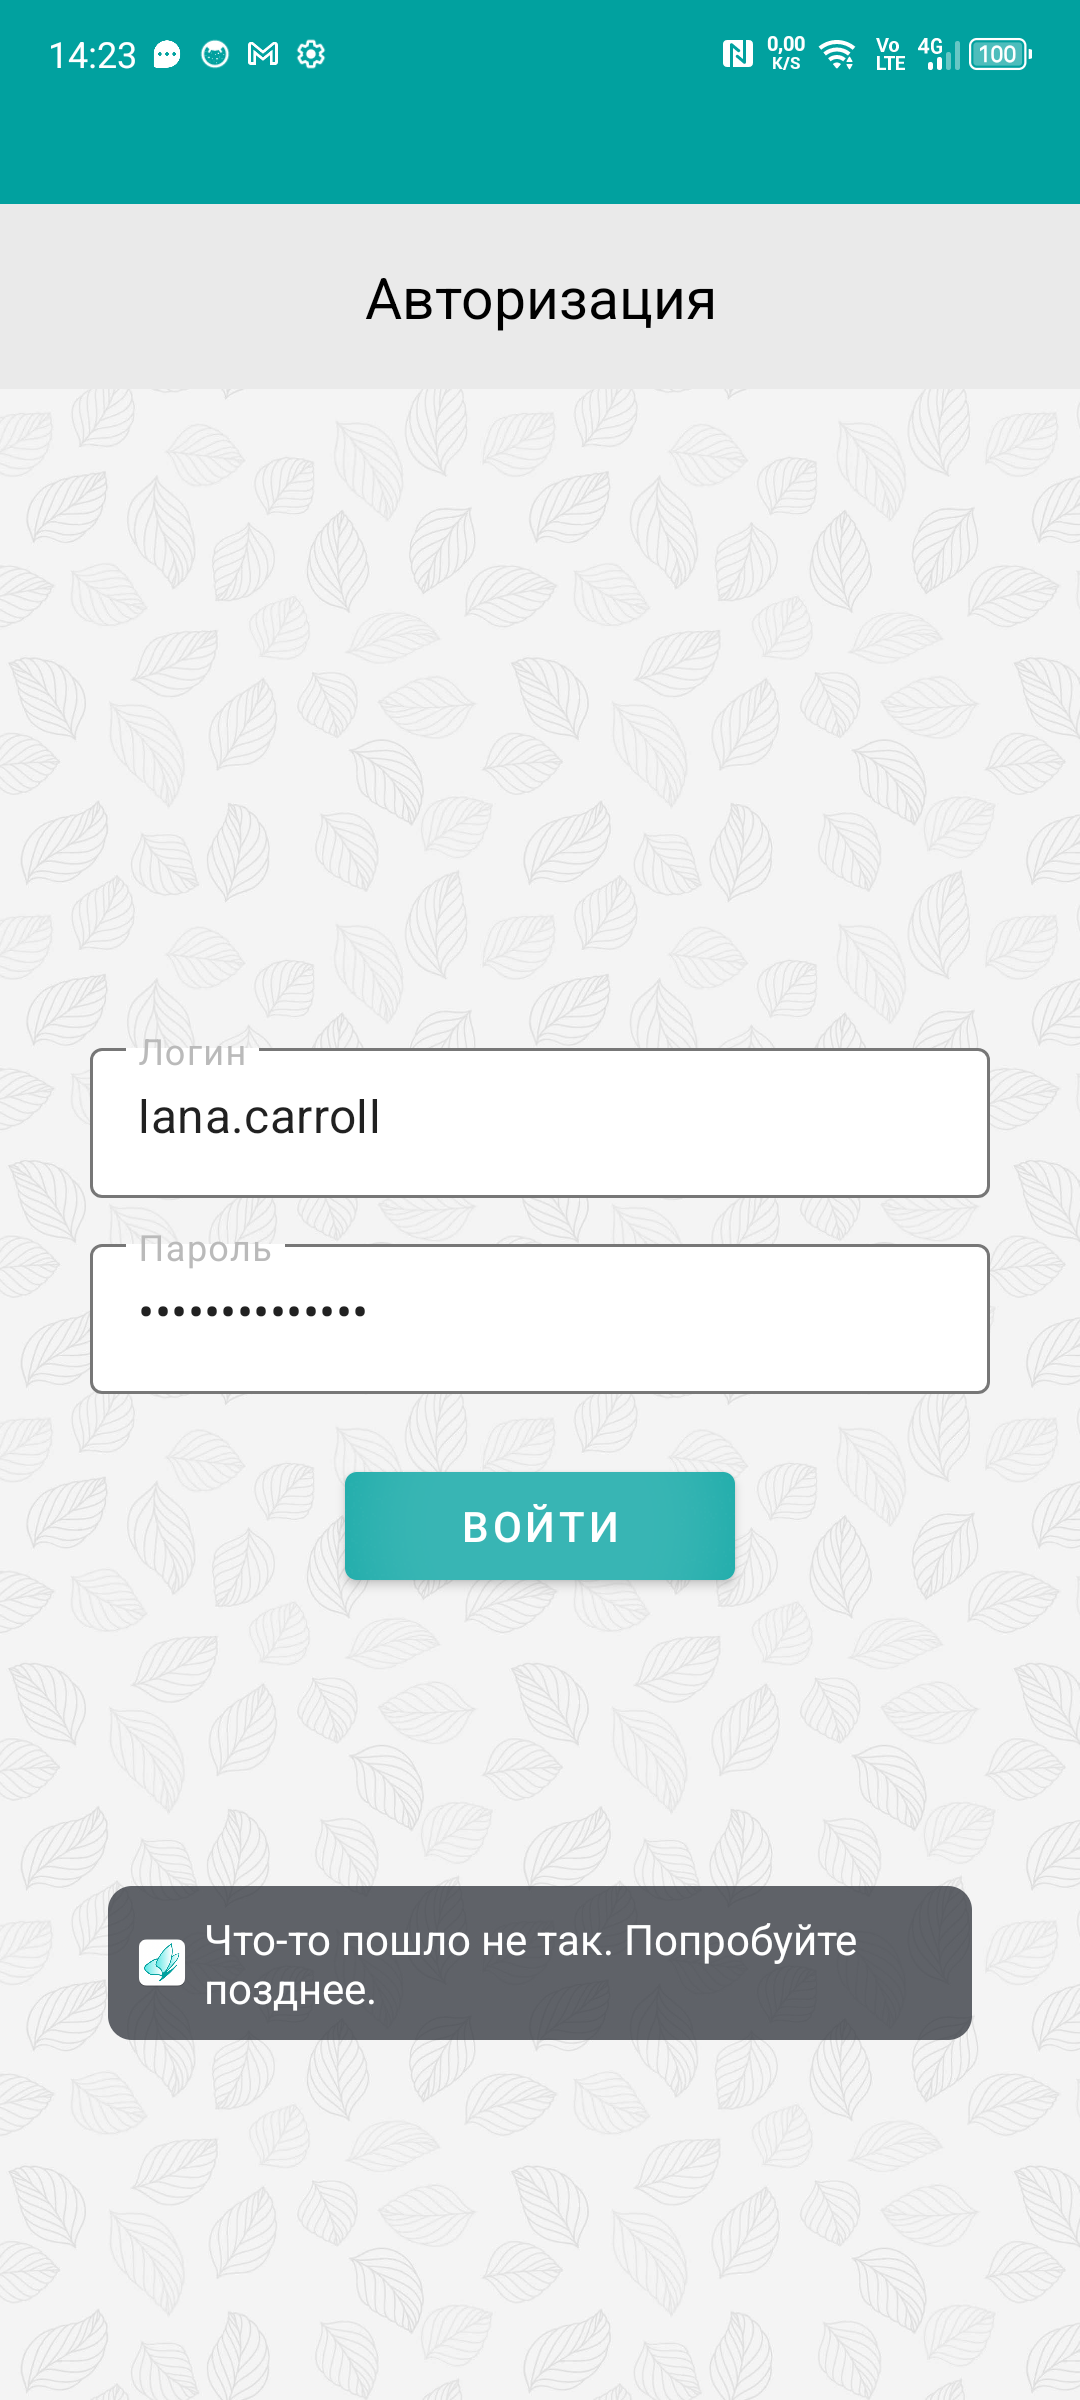 14:23
0,00
K/S
Vo
LTE
4G
100
Авторизация
Логин
lana.carroll
Пароль
••••••••••••••
ВОЙТИ
Что-то пошло не так. Попробуйте
позднее.